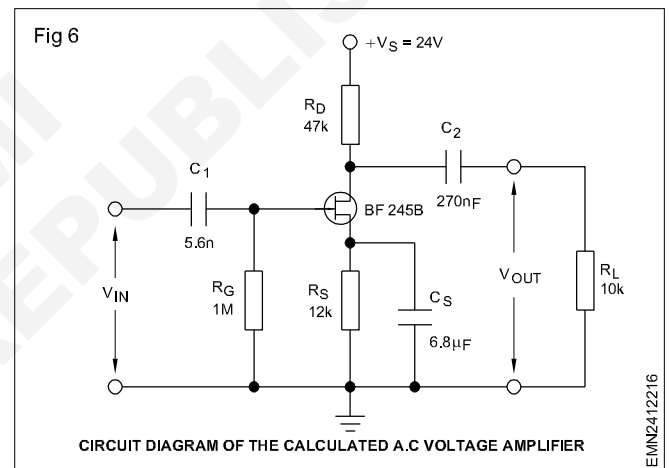 Fig 6
+VS = 24V
RD
47k
C2
270nF
C1
5.6n
BF 245B
VIN
RG
1M
RS
12k
CS
6.8µF
VOUT
RL
10k
CIRCUIT DIAGRAM OF THE CALCULATED A.C VOLTAGE AMPLIFIER
EMN2412216